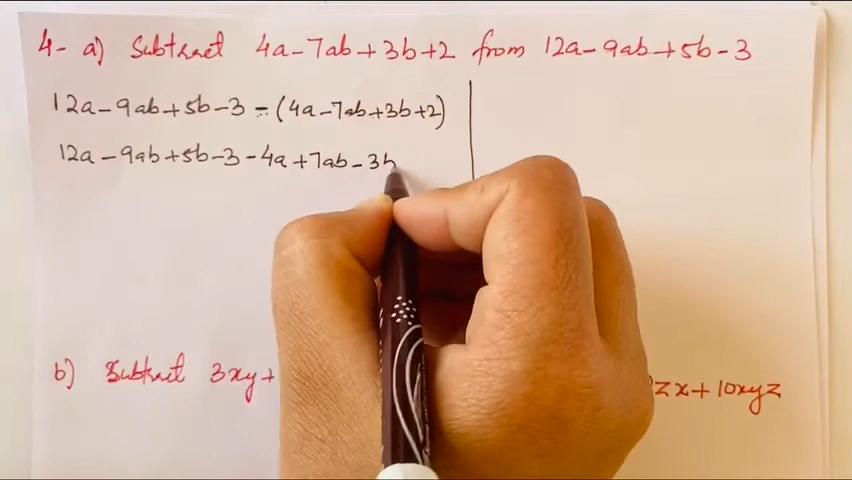 4- a) Subtract 4a-7ab+3b+2 from 12a-9ab+5b-3
12a-9ab+5b-3-(4a-7ab+3b+2)
12a-9ab+5b-3-4a+7ab-3b
b) Subtract 3xy+ zx+10xyz